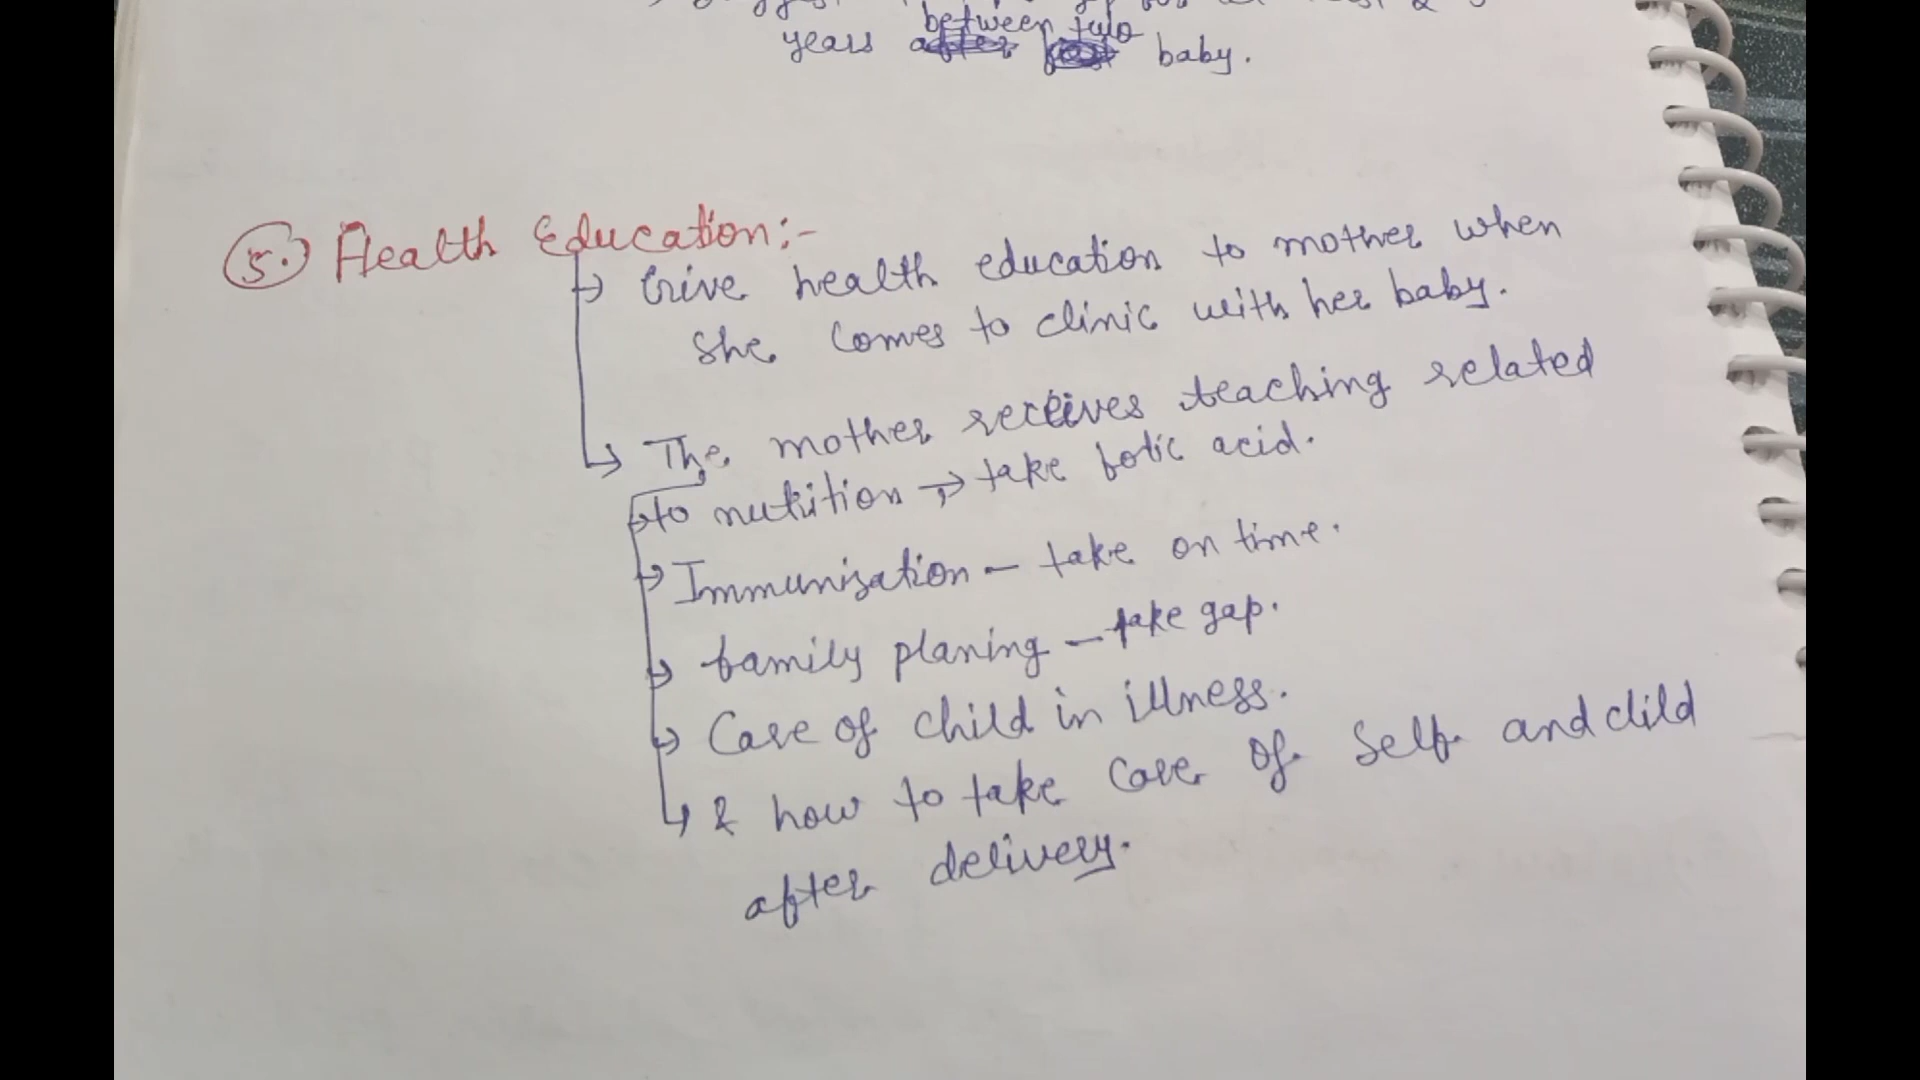 years between two baby.
5. Health Education:-
→ Give health education to mother when
she comes to clinic with her baby.
→ The mother receives teaching related
→ to nutrition → take folic acid.
→ Immunization - take on time.
→ family planing - take gap.
→ Care of child in illness.
→ & how to take care of self and child
after delivery.